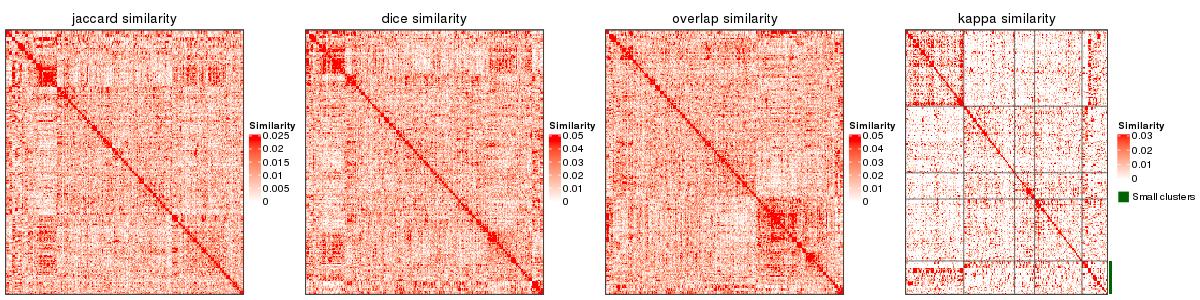 jaccard similarity
Similarity
0.025
0.02
0.015
0.01
0.005
0
dice similarity
Similarity
0.05
0.04
0.03
0.02
0.01
0
overlap similarity
Similarity
0.05
0.04
0.03
0.02
0.01
0
kappa similarity
Similarity
0.03
0.02
0.01
0
Small clusters